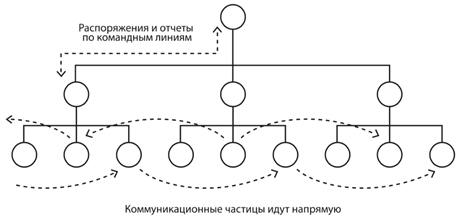 Распоряжения и отчеты
по командным линиям
Коммуникационные частицы идут напрямую